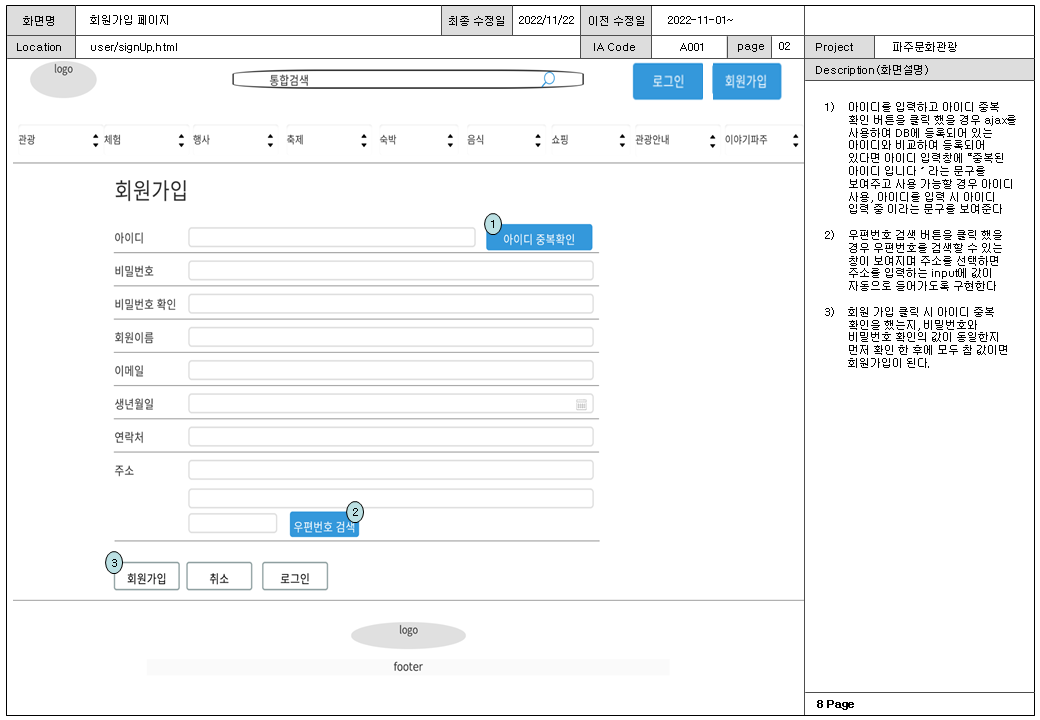 화면명 회원가입 페이지 최종 수정일 2022/11/22 이전 수정일 2022-11-01~
Location user/signUp,html IA Code A001 page 02 Project 파주문화관광
logo 통합검색 로그인 회원가입
관광 체험 행사 축제 숙박 음식 쇼핑 관광안내 이야기파주
회원가입
아이디 1 아이디 중복확인
비밀번호
비밀번호 확인
회원이름
이메일
생년월일
연락처
주소
2 우편번호 검색
3 회원가입 취소 로그인
logo
footer
Description(화면설명)
1) 아이디를 입력하고 아이디 중복
확인 버튼을 클릭 했을 경우 ajax를
사용하여 DB에 등록되어 있는
아이디와 비교하여 등록되어
있다면 아이디 입력창에 "중복된
아이디 입니다" 라는 문구를
보여주고 사용 가능할 경우 아이디
사용, 아이디를 입력 시 아이디
입력 중 이라는 문구를 보여준다
2) 우편번호 검색 버튼을 클릭 했을
경우 우편번호를 검색할 수 있는
창이 보여지며 주소를 선택하면
주소를 입력하는 input에 값이
자동으로 들어가도록 구현한다
3) 회원 가입 클릭 시 아이디 중복
확인을 했는지, 비밀번호와
비밀번호 확인의 값이 동일한지
먼저 확인 한 후에 모두 참 값이면
회원가입이 된다.
8 Page